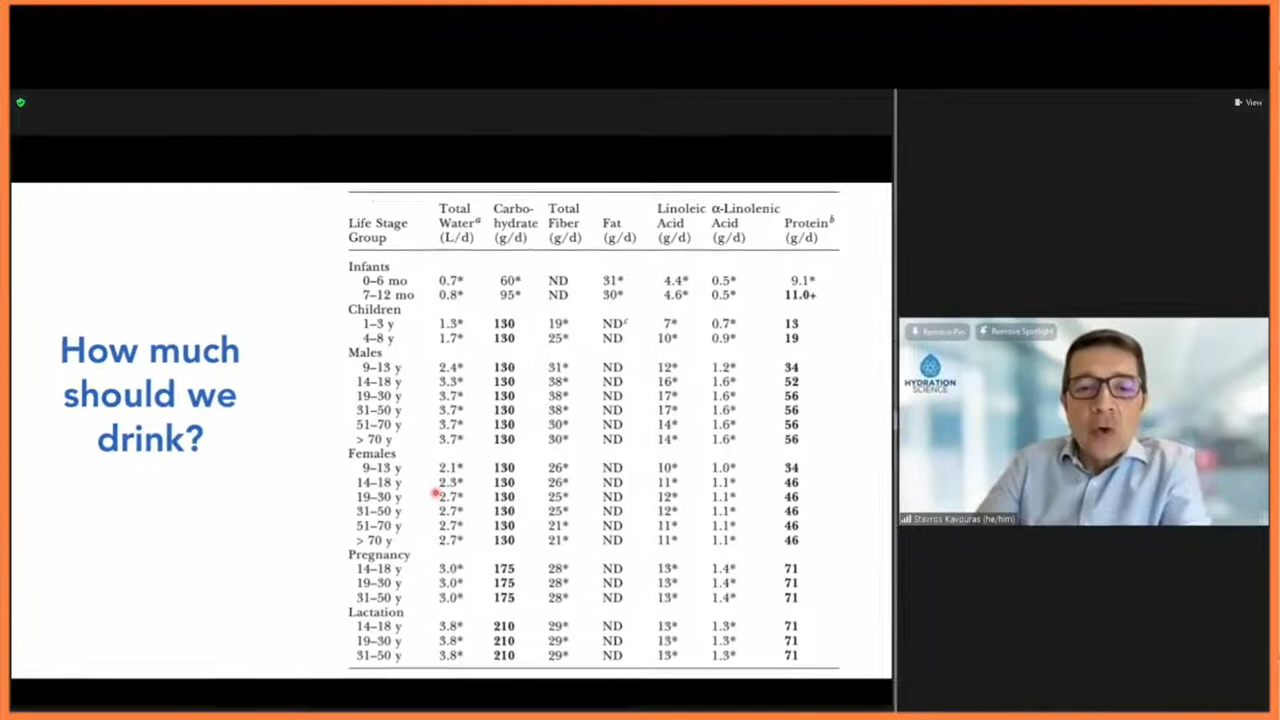 View
How much
should we
drink?
Total Carbo- Total Linoleic α-Linolenic
Life Stage Water^a hydrate Fiber Fat Acid Acid Protein^b
Group (L/d) (g/d) (g/d) (g/d) (g/d) (g/d) (g/d)
Infants
0–6 mo 0.7* 60* ND 31* 4.4* 0.5* 9.1*
7–12 mo 0.8* 95* ND 30* 4.6* 0.5* 11.0+
Children
1–3 y 1.3* 130 19* ND^c 7* 0.7* 13
4–8 y 1.7* 130 25* ND 10* 0.9* 19
Males
9–13 y 2.4* 130 31* ND 12* 1.2* 34
14–18 y 3.3* 130 38* ND 16* 1.6* 52
19–30 y 3.7* 130 38* ND 17* 1.6* 56
31–50 y 3.7* 130 38* ND 17* 1.6* 56
51–70 y 3.7* 130 30* ND 14* 1.6* 56
> 70 y 3.7* 130 30* ND 14* 1.6* 56
Females
9–13 y 2.1* 130 26* ND 10* 1.0* 34
14–18 y 2.3* 130 26* ND 11* 1.1* 46
19–30 y 2.7* 130 25* ND 12* 1.1* 46
31–50 y 2.7* 130 25* ND 12* 1.1* 46
51–70 y 2.7* 130 21* ND 11* 1.1* 46
> 70 y 2.7* 130 21* ND 11* 1.1* 46
Pregnancy
14–18 y 3.0* 175 28* ND 13* 1.4* 71
19–30 y 3.0* 175 28* ND 13* 1.4* 71
31–50 y 3.0* 175 28* ND 13* 1.4* 71
Lactation
14–18 y 3.8* 210 29* ND 13* 1.3* 71
19–30 y 3.8* 210 29* ND 13* 1.3* 71
31–50 y 3.8* 210 29* ND 13* 1.3* 71
Remove Pin Remove Spotlight
HYDRATION
SCIENCE
Stavros Kavouras (he/him)